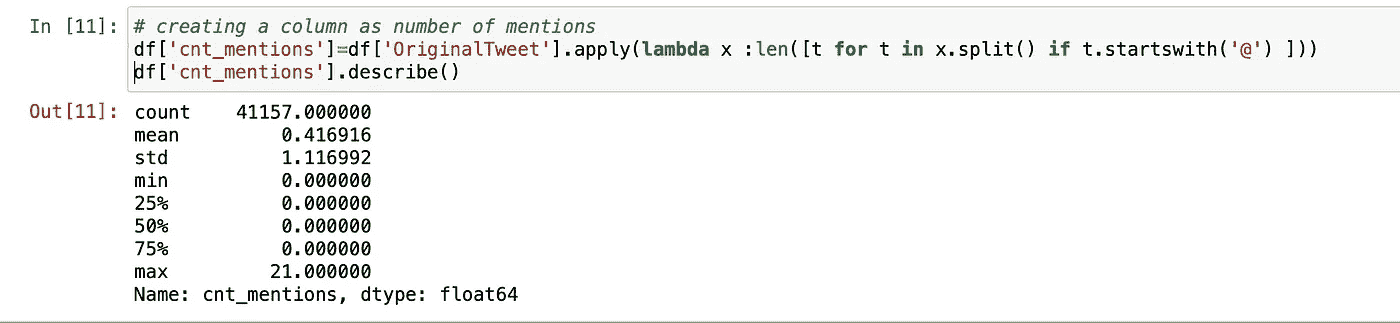 In [11]: # creating a column as number of mentions
df['cnt_mentions']=df['OriginalTweet'].apply(lambda x :len([t for t in x.split() if t.startswith('@') ]))
df['cnt_mentions'].describe()
Out[11]: count    41157.000000
mean         0.416916
std          1.116992
min          0.000000
25%          0.000000
50%          0.000000
75%          0.000000
max         21.000000
Name: cnt_mentions, dtype: float64